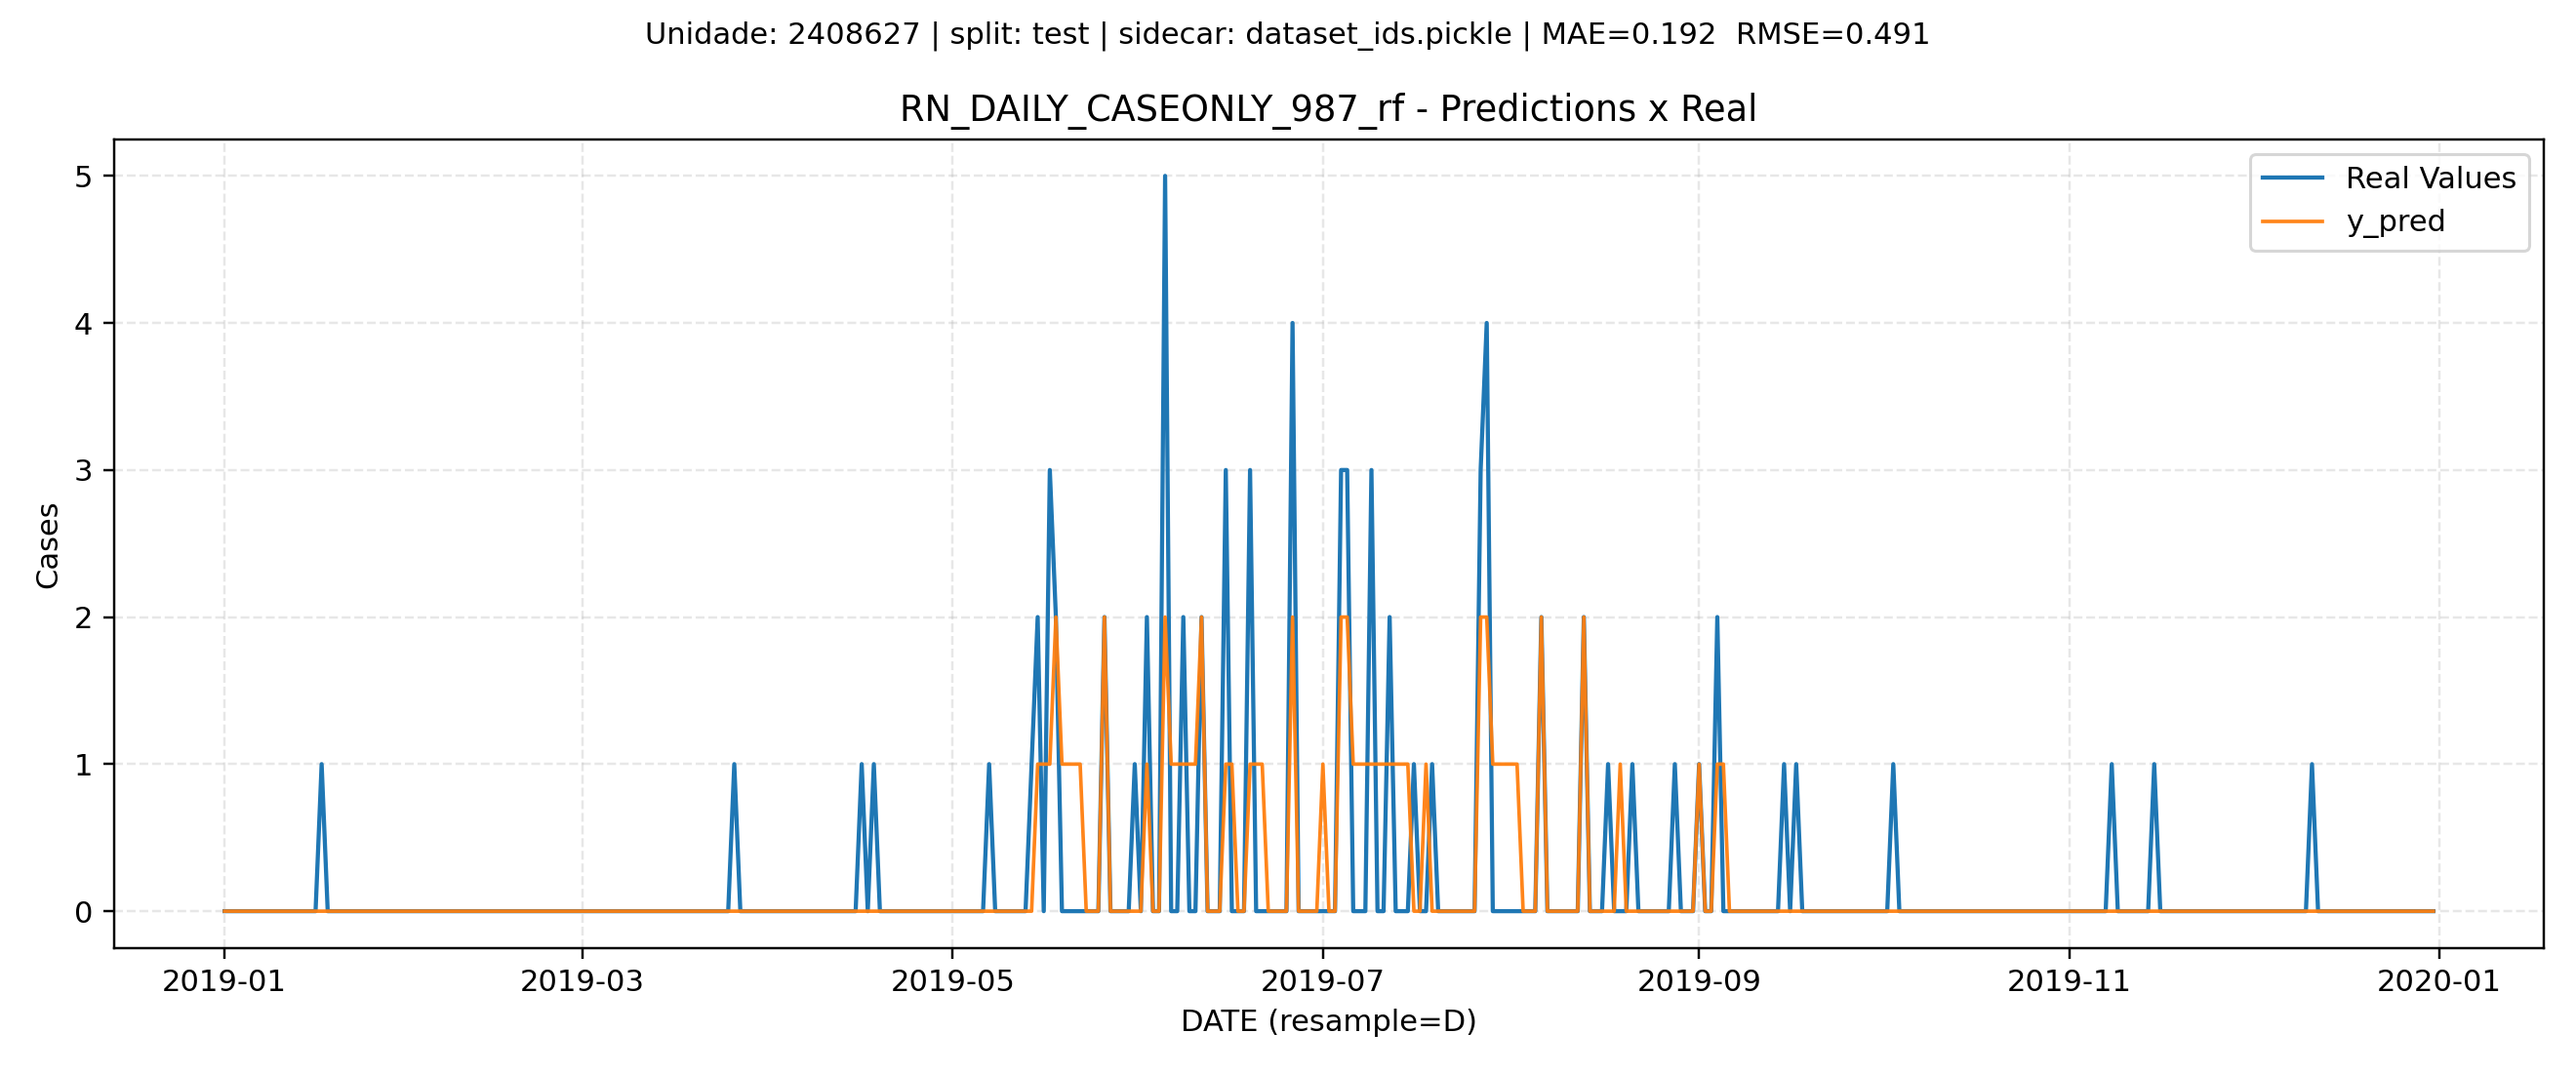 Unidade: 2408627 | split: test | sidecar: dataset_ids.pickle | MAE=0.192  RMSE=0.491
RN_DAILY_CASEONLY_987_rf - Predictions x Real
Real Values
y_pred
5
4
3
2
1
0
Cases
2019-01
2019-03
2019-05
2019-07
2019-09
2019-11
2020-01
DATE (resample=D)